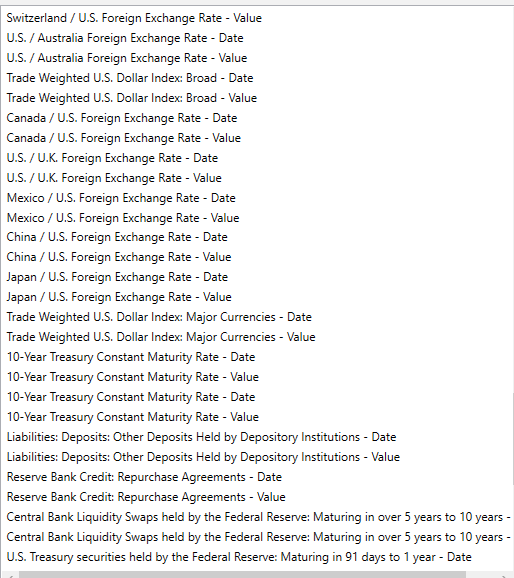 Switzerland / U.S. Foreign Exchange Rate - Value
U.S. / Australia Foreign Exchange Rate - Date
U.S. / Australia Foreign Exchange Rate - Value
Trade Weighted U.S. Dollar Index: Broad - Date
Trade Weighted U.S. Dollar Index: Broad - Value
Canada / U.S. Foreign Exchange Rate - Date
Canada / U.S. Foreign Exchange Rate - Value
U.S. / U.K. Foreign Exchange Rate - Date
U.S. / U.K. Foreign Exchange Rate - Value
Mexico / U.S. Foreign Exchange Rate - Date
Mexico / U.S. Foreign Exchange Rate - Value
China / U.S. Foreign Exchange Rate - Date
China / U.S. Foreign Exchange Rate - Value
Japan / U.S. Foreign Exchange Rate - Date
Japan / U.S. Foreign Exchange Rate - Value
Trade Weighted U.S. Dollar Index: Major Currencies - Date
Trade Weighted U.S. Dollar Index: Major Currencies - Value
10-Year Treasury Constant Maturity Rate - Date
10-Year Treasury Constant Maturity Rate - Value
10-Year Treasury Constant Maturity Rate - Date
10-Year Treasury Constant Maturity Rate - Value
Liabilities: Deposits: Other Deposits Held by Depository Institutions - Date
Liabilities: Deposits: Other Deposits Held by Depository Institutions - Value
Reserve Bank Credit: Repurchase Agreements - Date
Reserve Bank Credit: Repurchase Agreements - Value
Central Bank Liquidity Swaps held by the Federal Reserve: Maturing in over 5 years to 10 years -
Central Bank Liquidity Swaps held by the Federal Reserve: Maturing in over 5 years to 10 years -
U.S. Treasury securities held by the Federal Reserve: Maturing in 91 days to 1 year - Date